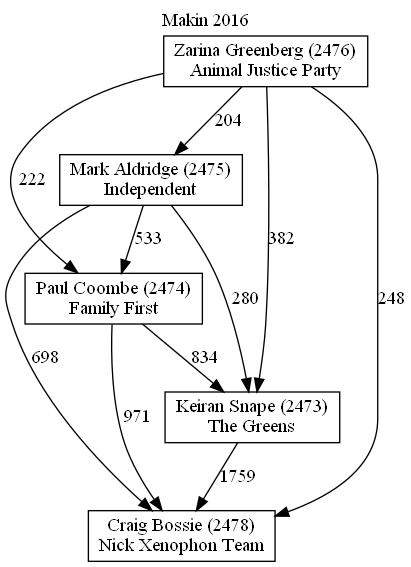 Makin 2016
Zarina Greenberg (2476)
Animal Justice Party
204
Mark Aldridge (2475)
Independent
222
533
382
Paul Coombe (2474)
Family First
280
248
698
834
971
Keiran Snape (2473)
The Greens
1759
Craig Bossie (2478)
Nick Xenophon Team